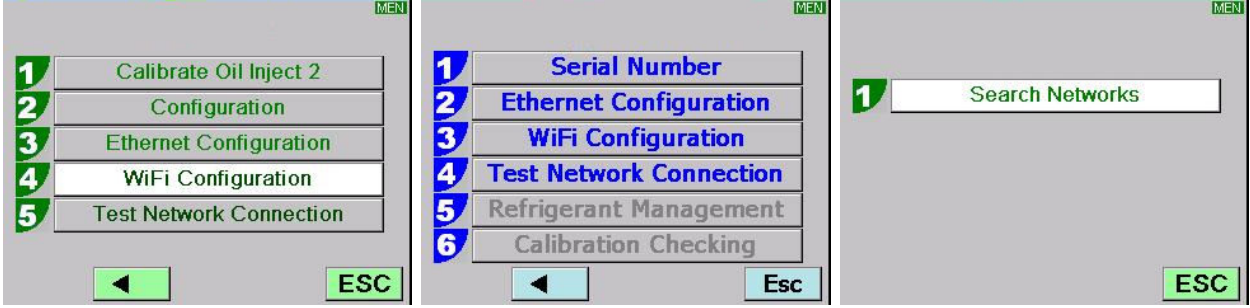 MEN
1 Calibrate Oil Inject 2
2 Configuration
3 Ethernet Configuration
4 WiFi Configuration
5 Test Network Connection
ESC
MEN
1 Serial Number
2 Ethernet Configuration
3 WiFi Configuration
4 Test Network Connection
5 Refrigerant Management
6 Calibration Checking
Esc
MEN
1 Search Networks
ESC